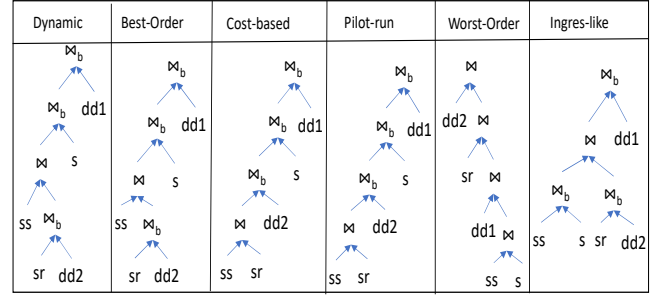 Dynamic Best-Order Cost-based Pilot-run Worst-Order Ingres-like
⋈b ⋈b ⋈b ⋈b ⋈ ⋈b
⋈b dd1 ⋈b dd1 ⋈b dd1 ⋈b dd1 dd2 ⋈ ⋈ dd1
⋈ s ⋈ s ⋈b s ⋈b s sr ⋈ ⋈b ⋈b
ss ⋈b ss ⋈b ⋈ dd2 ⋈ dd2 dd1 ⋈ ss s sr dd2
sr dd2 sr dd2 ss sr ss sr ss s